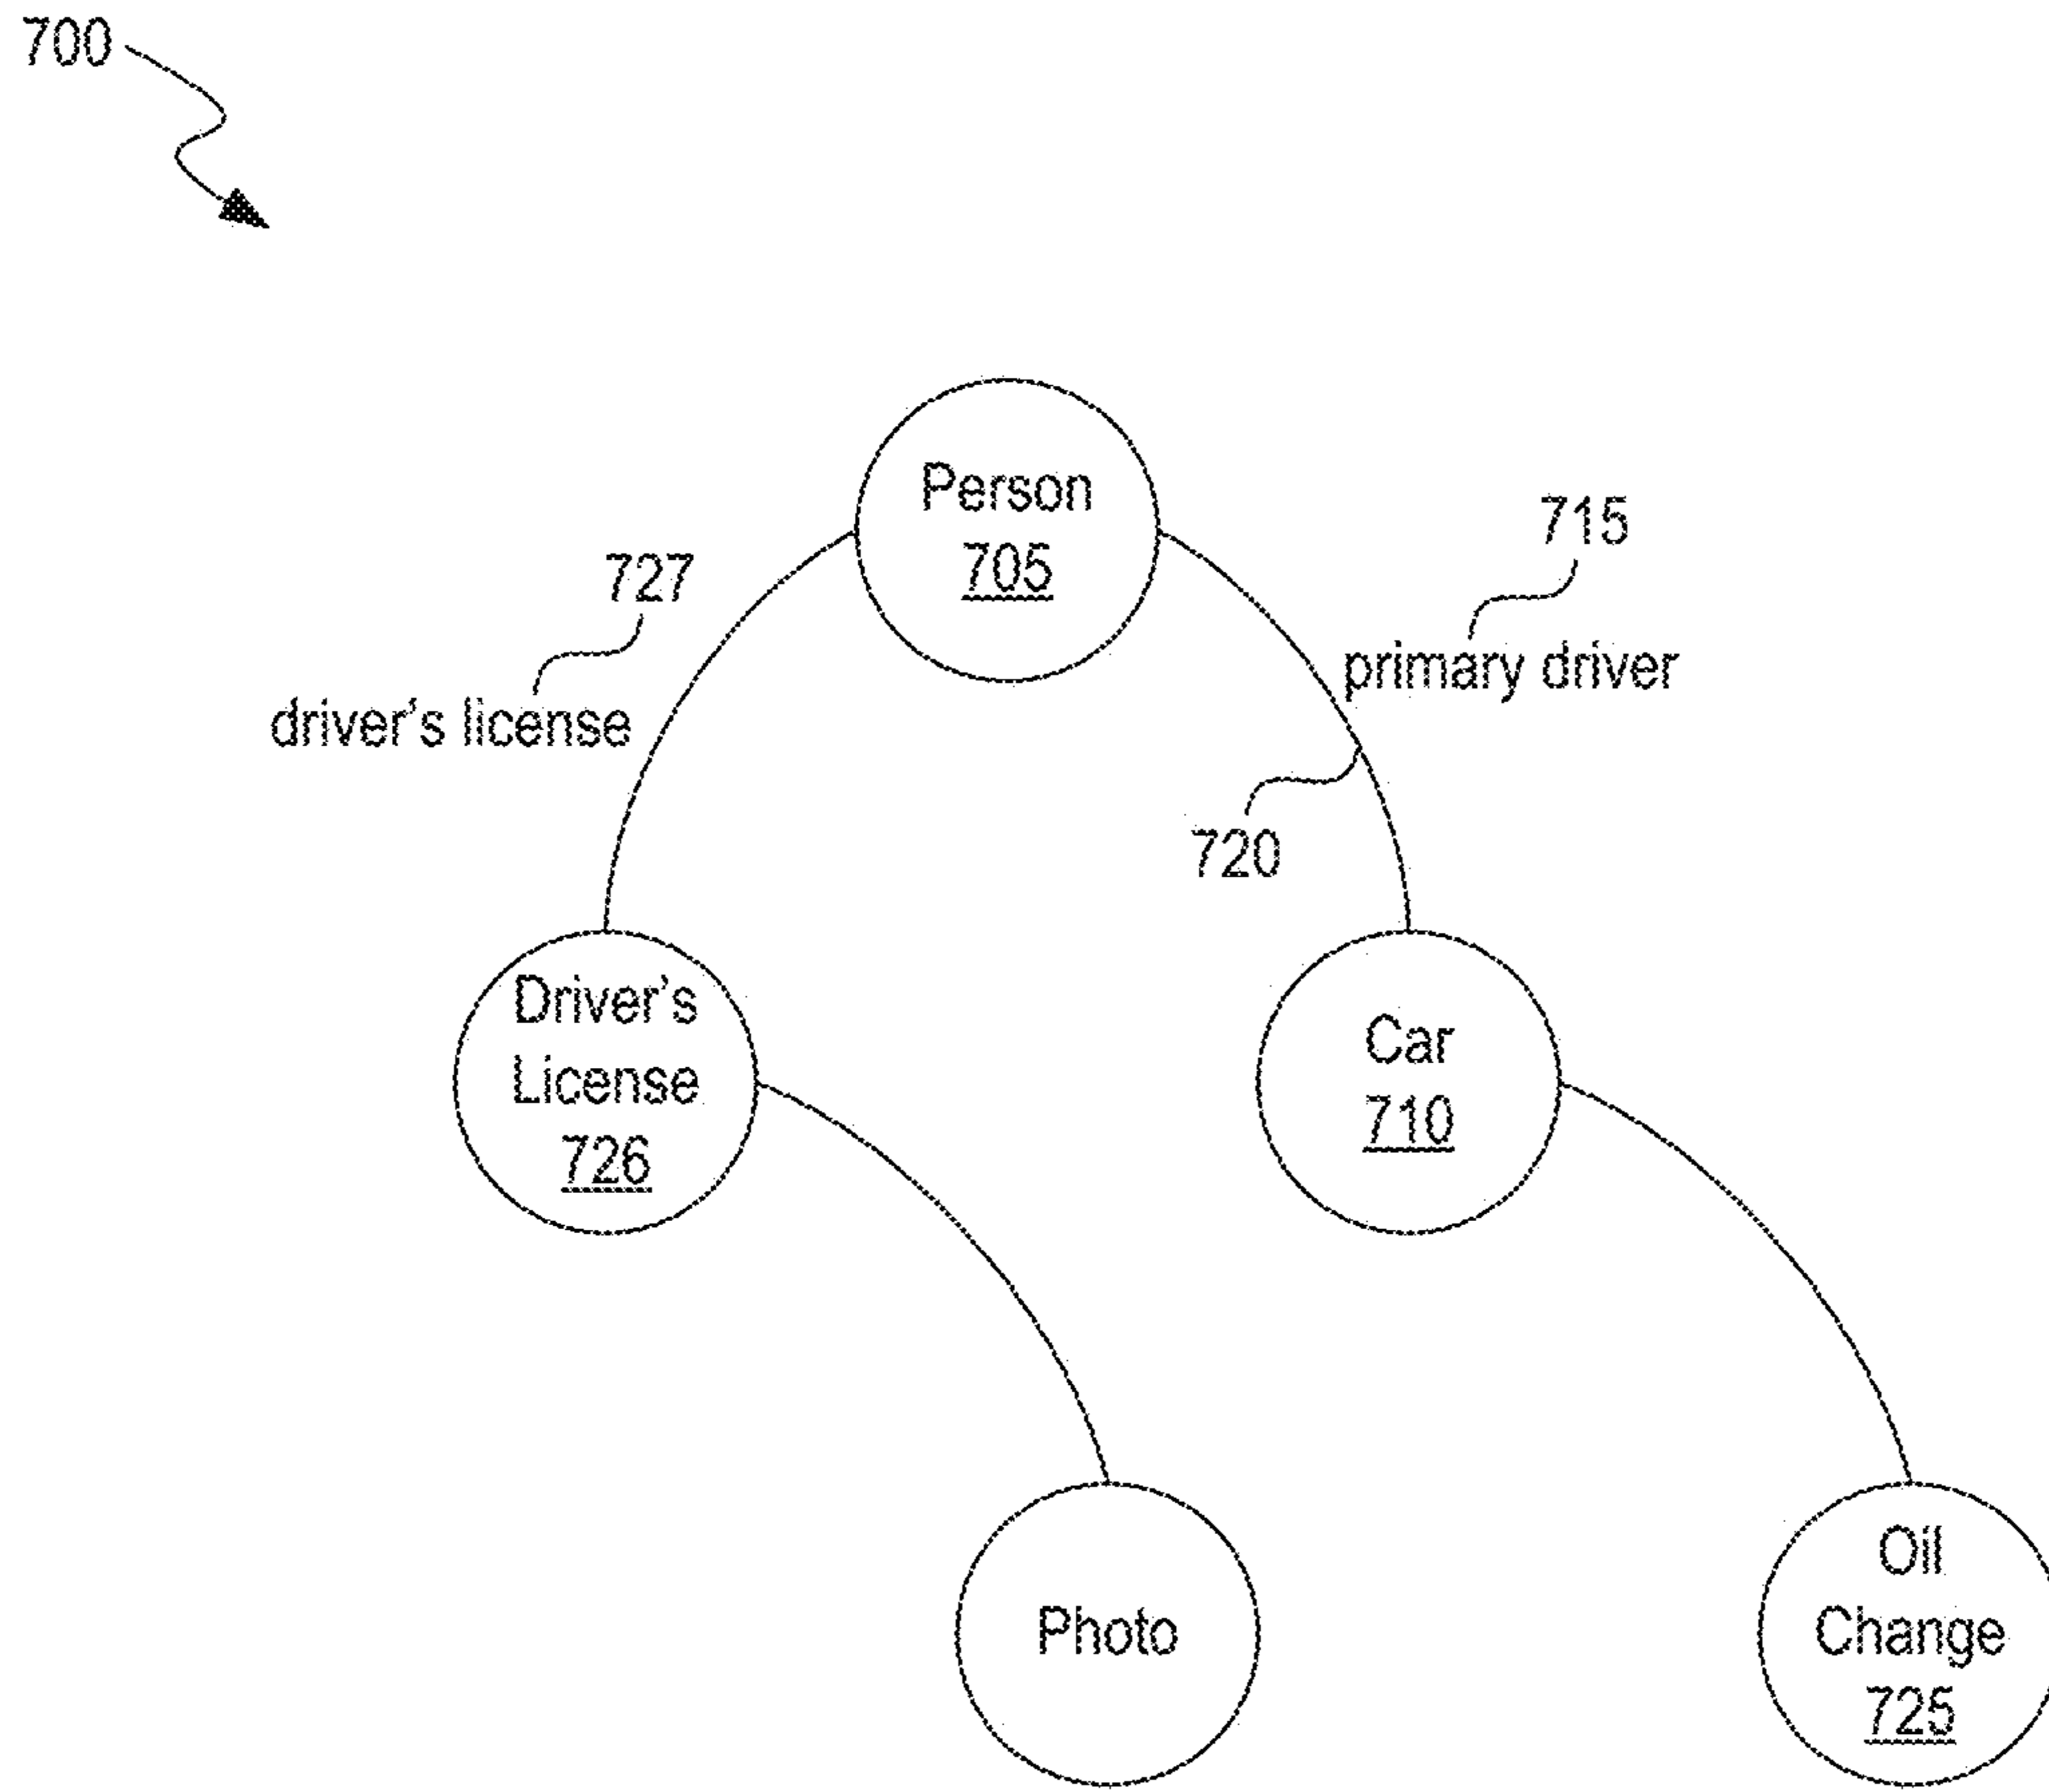 700
Person
705
715
727
primary driver
driver's license
720
Driver's
License
726
Car
710
Photo
Oil
Change
725